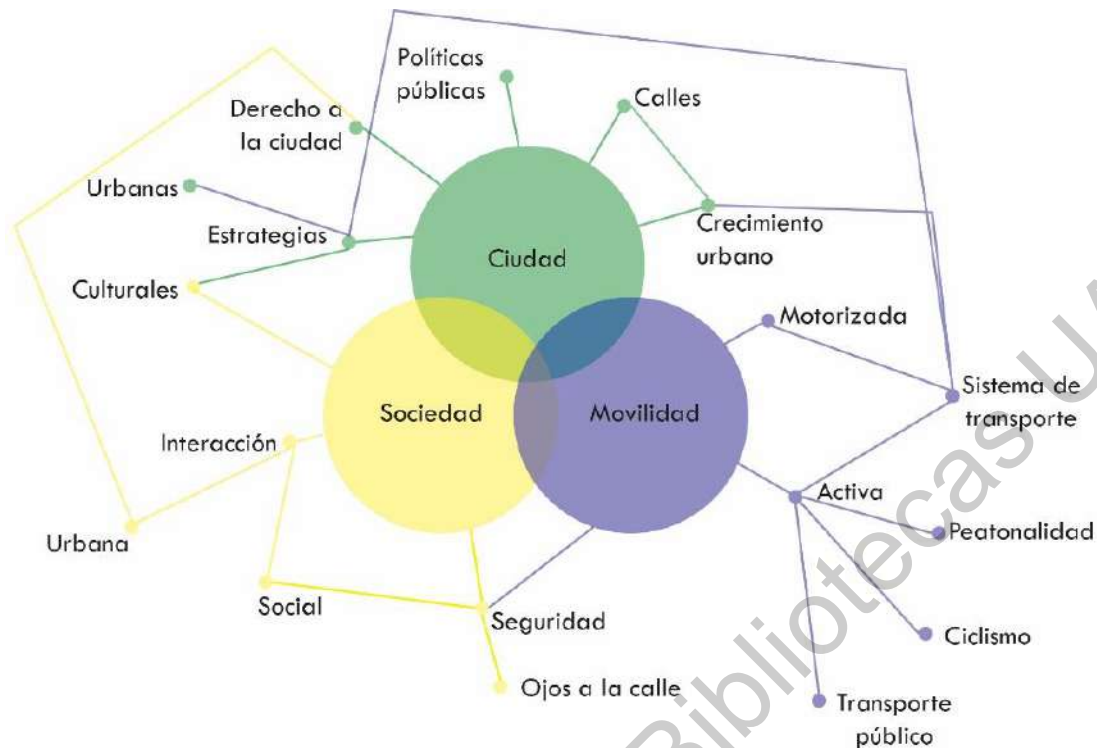 Políticas
públicas
Calles
Derecho a
la ciudad
Urbanas
Estrategias
Crecimiento
urbano
Ciudad
Culturales
Motorizada
Sistema de
transporte
Sociedad
Movilidad
Interacción
Activa
Peatonalidad
Urbana
Social
Seguridad
Ciclismo
Ojos a la calle
Transporte
público
Bibliotecas